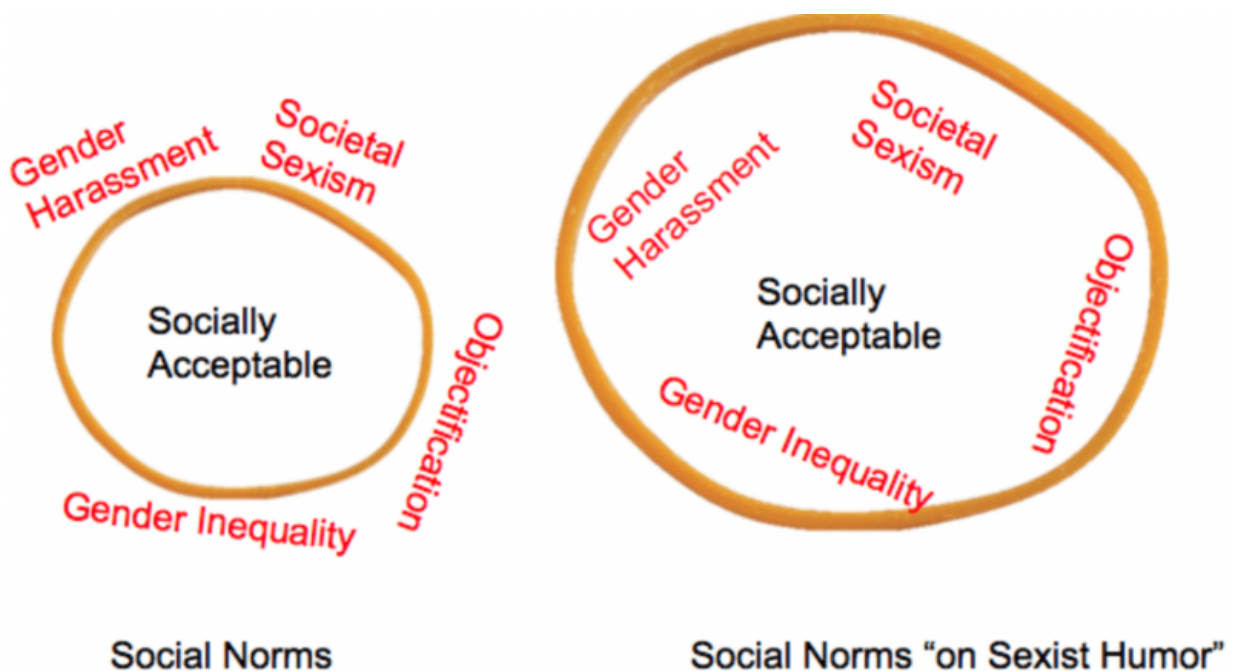 Gender
Harassment
Societal
Sexism
Socially
Acceptable
Objectification
Gender Inequality
Social Norms
Societal
Sexism
Gender
Harassment
Socially
Acceptable
Objectification
Gender Inequality
Social Norms “on Sexist Humor”